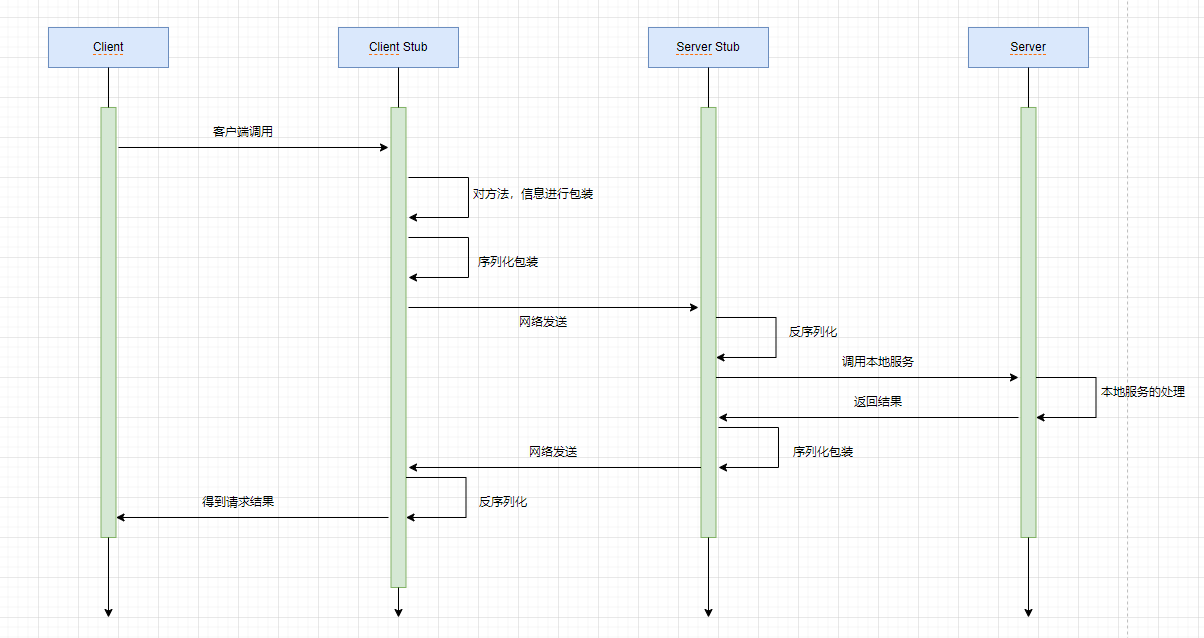 Client
Client Stub
Server Stub
Server
客户端调用
对方法，信息进行包装
序列化包装
网络发送
反序列化
调用本地服务
本地服务的处理
返回结果
序列化包装
网络发送
反序列化
得到请求结果